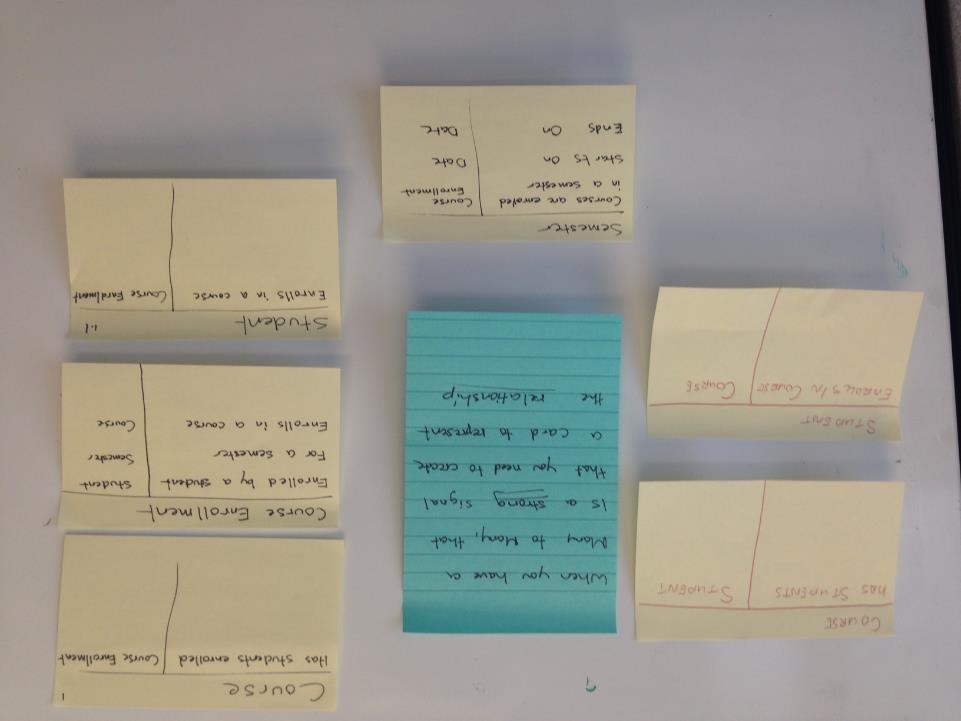 COURSE
HAS STUDENTS STUDENT
STUDENT
ENROLLS IN COURSE COURSE
When you have a
Many to Many, that
Is a strong signal
that you need to create
a card to represent
the relationship
Semester
Courses are enroled Course
in a semester Enrollment
Starts On Date
Ends On Date
Course 1
Has students enrolled Course Enrollment
Course Enrollment
Enrolled by a student Student
For a semester Semester
Enrolls in a course Course
Student
Enrolls in a course Course Enrolment